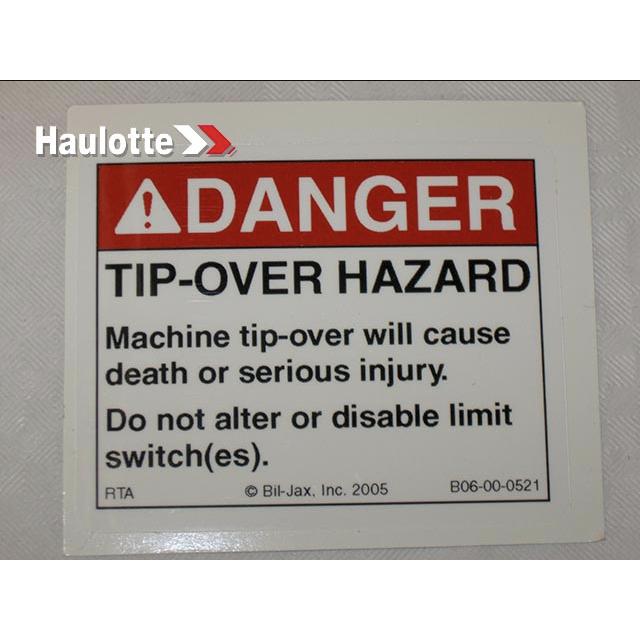 Haulotte
DANGER
TIP-OVER HAZARD
Machine tip-over will cause
death or serious injury.
Do not alter or disable limit
switch(es).
RTA © Bil-Jax, Inc. 2005 B06-00-0521